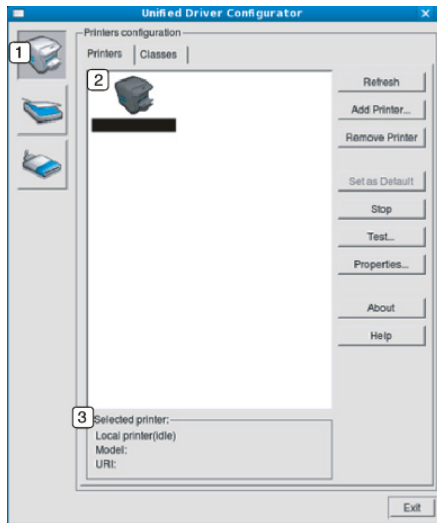 Unified Driver Configurator
Printers configuration
Printers
Classes
1
2
Refresh
Add Printer...
Remove Printer
Set as Default
Stop
Test...
Properties...
About
Help
3
Selected printer:
Local printer(idle)
Model:
URI:
Exit